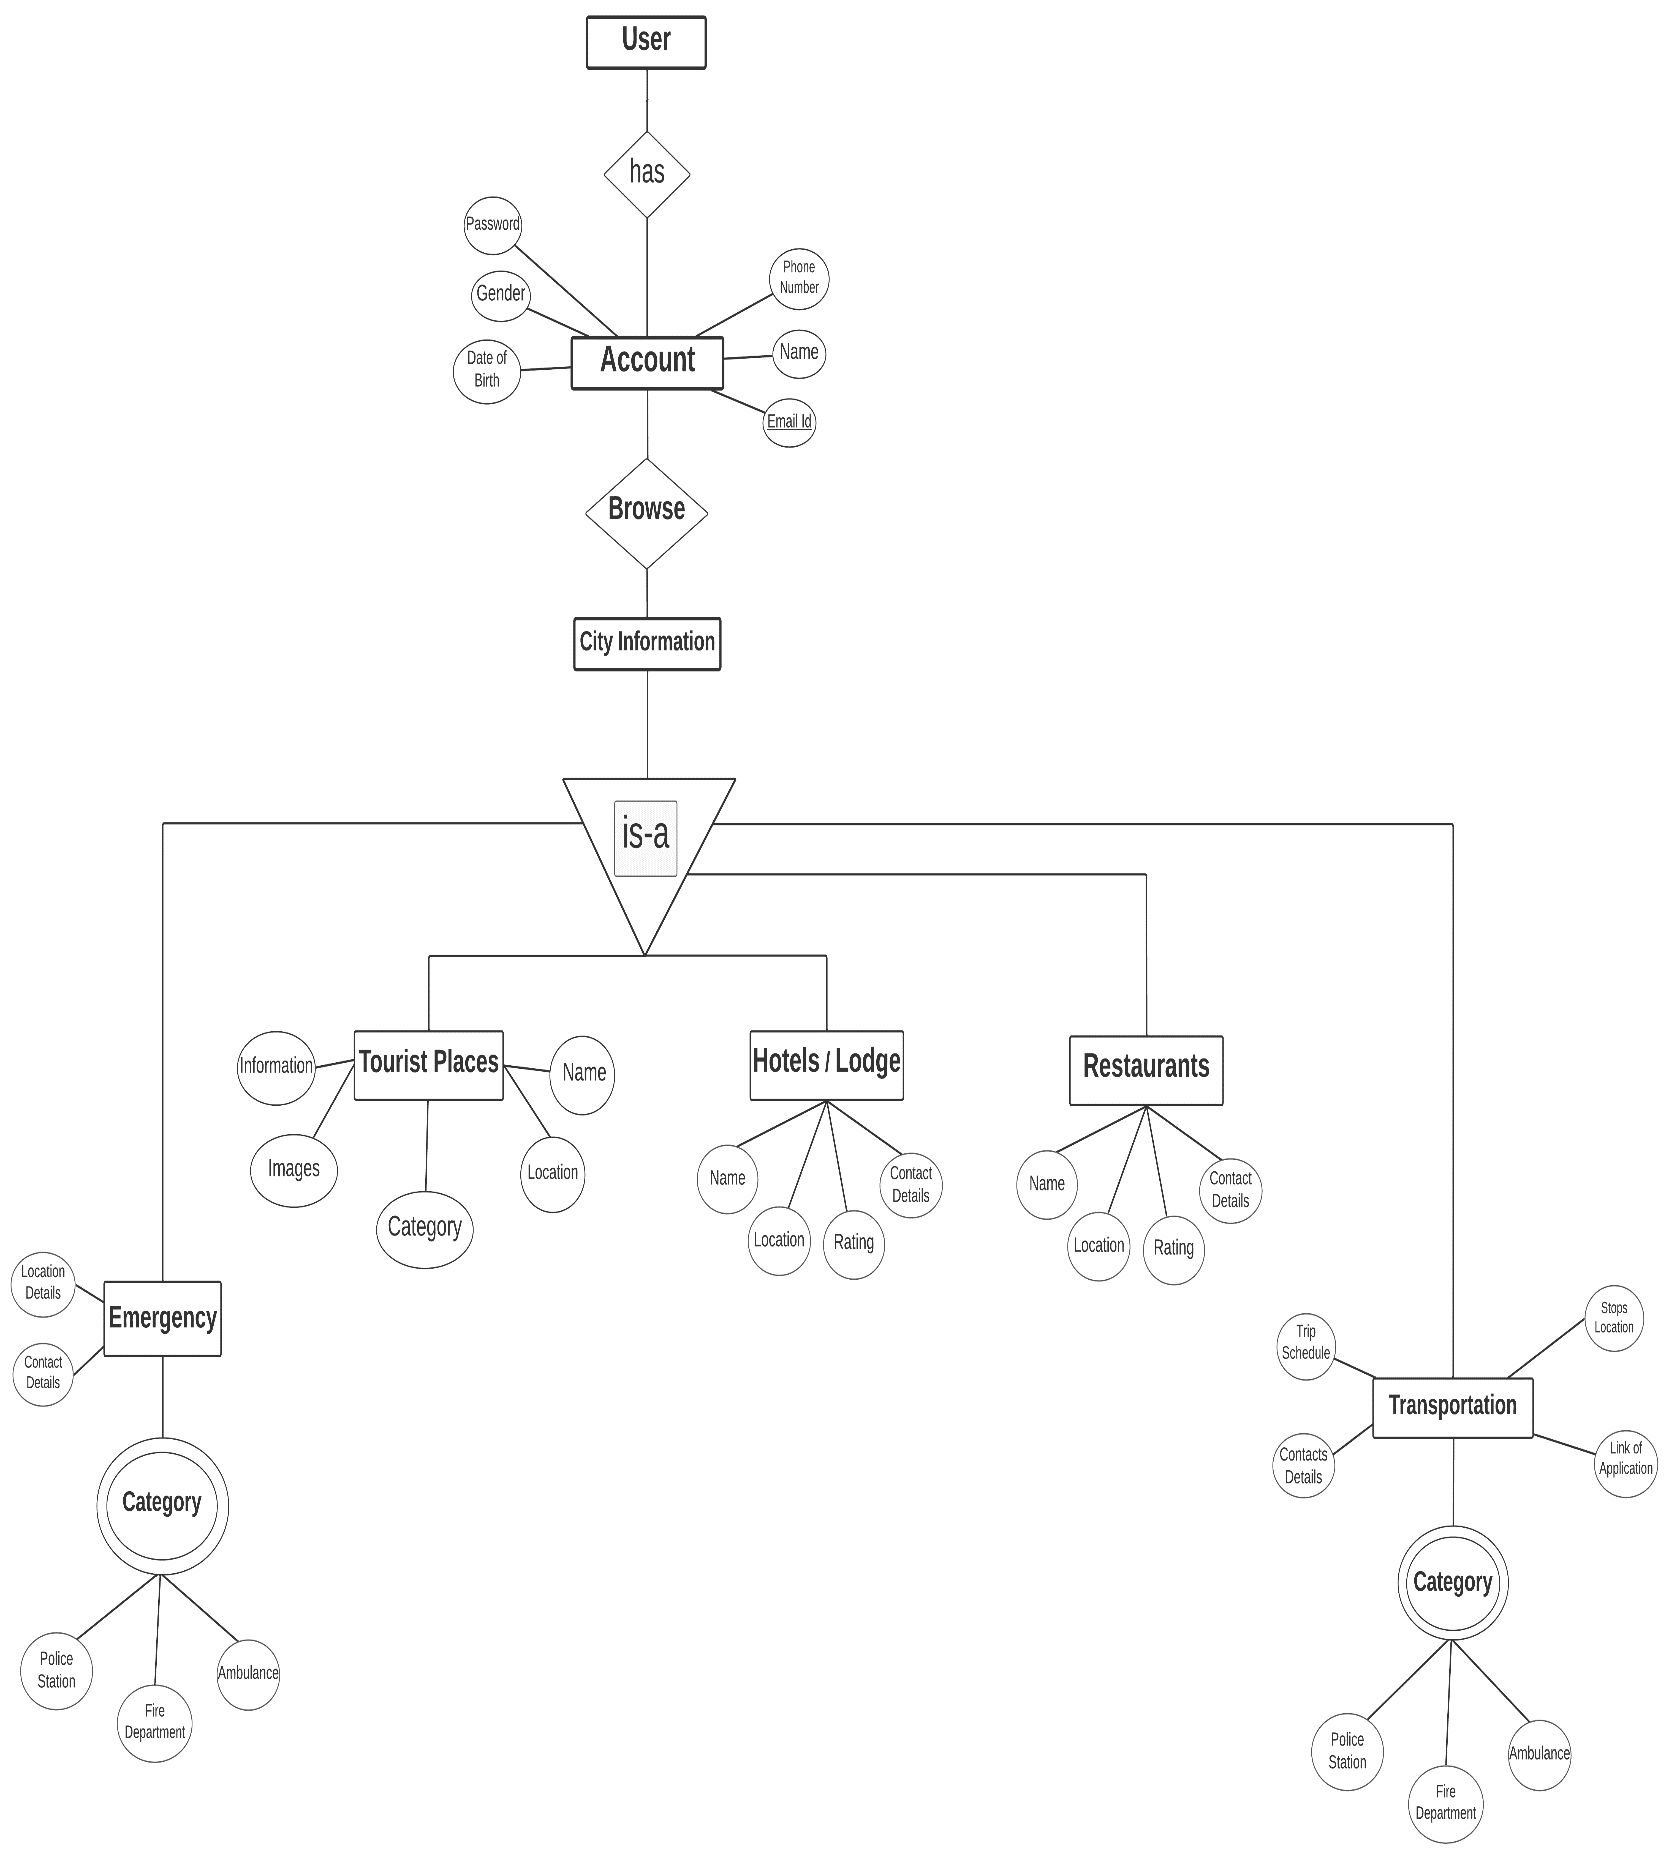 User
has
Password
Phone
Number
Gender
Date of
Birth
Account
Name
Email Id
Browse
City Information
is-a
Information
Tourist Places
Name
Images
Category
Location
Hotels / Lodge
Name
Location
Rating
Contact
Details
Restaurants
Name
Location
Rating
Contact
Details
Location
Details
Emergency
Contact
Details
Category
Police
Station
Fire
Department
Ambulance
Trip
Schedule
Stops
Location
Transportation
Contacts
Details
Link of
Application
Category
Police
Station
Fire
Department
Ambulance